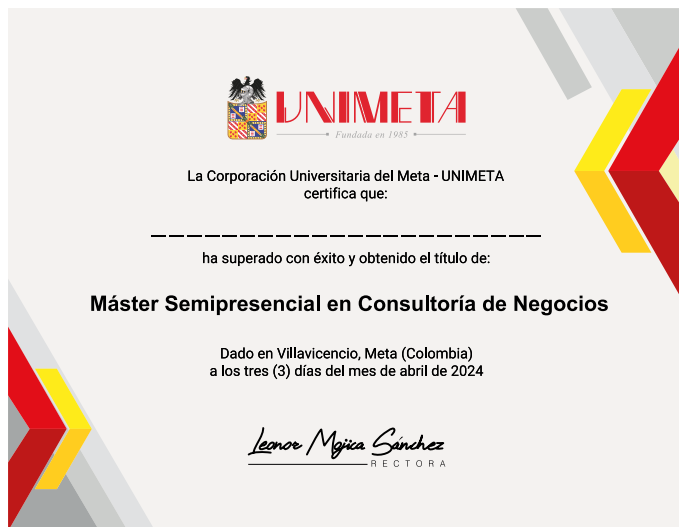 UNIMETA
Fundada en 1985
La Corporación Universitaria del Meta - UNIMETA
certifica que:
ha superado con éxito y obtenido el título de:
Máster Semipresencial en Consultoría de Negocios
Dado en Villavicencio, Meta (Colombia)
a los tres (3) días del mes de abril de 2024
Leonor Mojica Sánchez
RECTORA